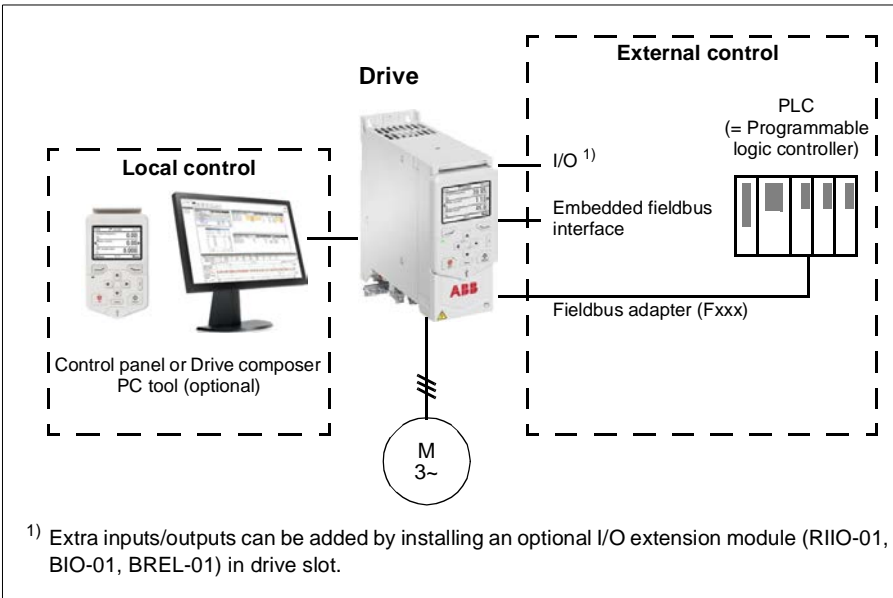 Drive
External control
PLC
(= Programmable
logic controller)
Local control
I/O 1)
Embedded fieldbus
interface
ABB
Fieldbus adapter (Fxxx)
Control panel or Drive composer
PC tool (optional)
M
3~
1) Extra inputs/outputs can be added by installing an optional I/O extension module (RIIO-01,
BIO-01, BREL-01) in drive slot.